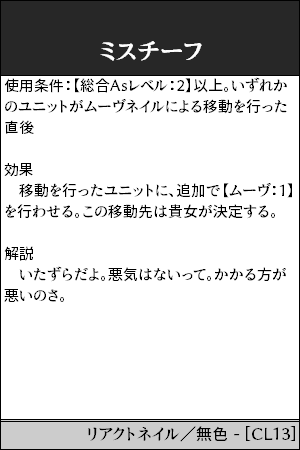 ミスチーフ
使用条件：【総合Asレベル：2】以上。いずれか
のユニットがムーヴネイルによる移動を行った
直後
効果
　移動を行ったユニットに、追加で【ムーヴ：1】
を行わせる。この移動先は貴女が決定する。
解説
　いたずらだよ。悪気はないって。かかる方が
悪いのさ。
リアクトネイル／無色 - [CL13]